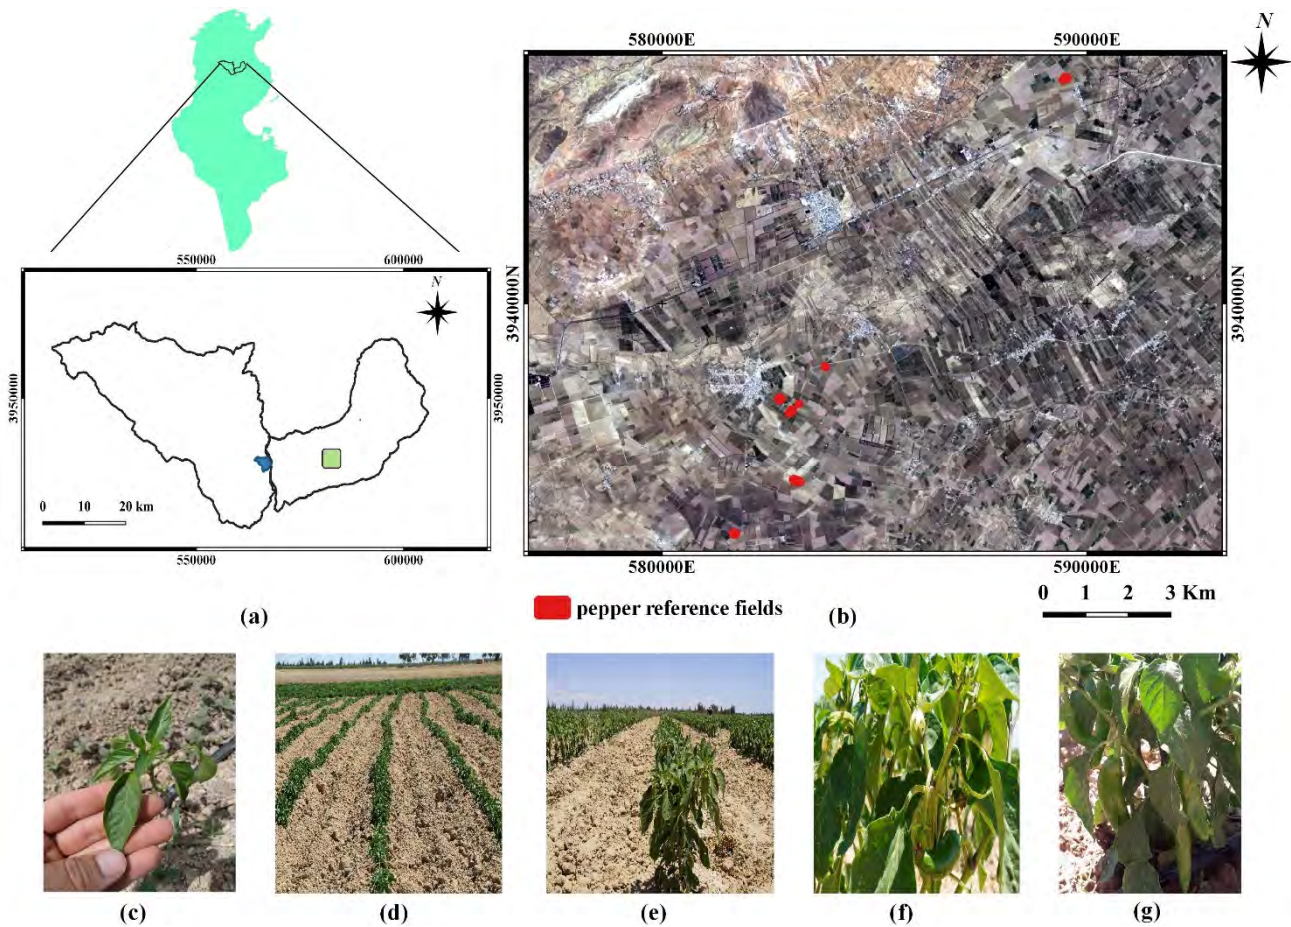 N
580000E
590000E
550000
600000
N
3950000
3940000N
3940000N
3950000
0 10 20 km
550000
600000
580000E
590000E
(a)
pepper reference fields
(b)
0 1 2 3 Km
(c)
(d)
(e)
(f)
(g)